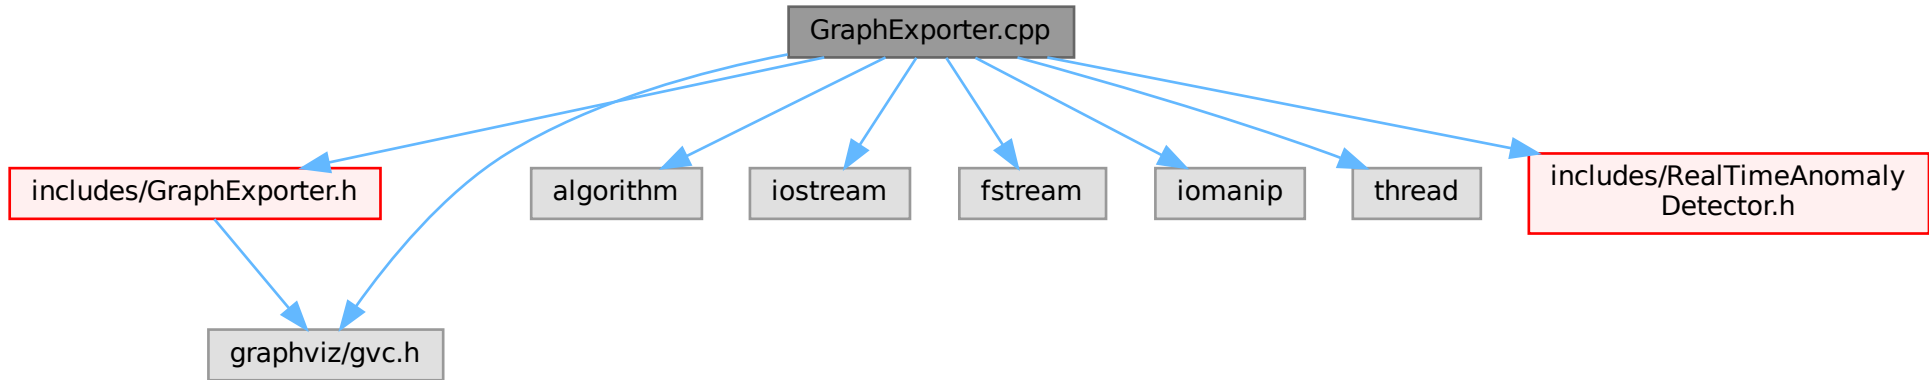 GraphExporter.cpp
includes/GraphExporter.h
algorithm
iostream
fstream
iomanip
thread
includes/RealTimeAnomaly
Detector.h
graphviz/gvc.h